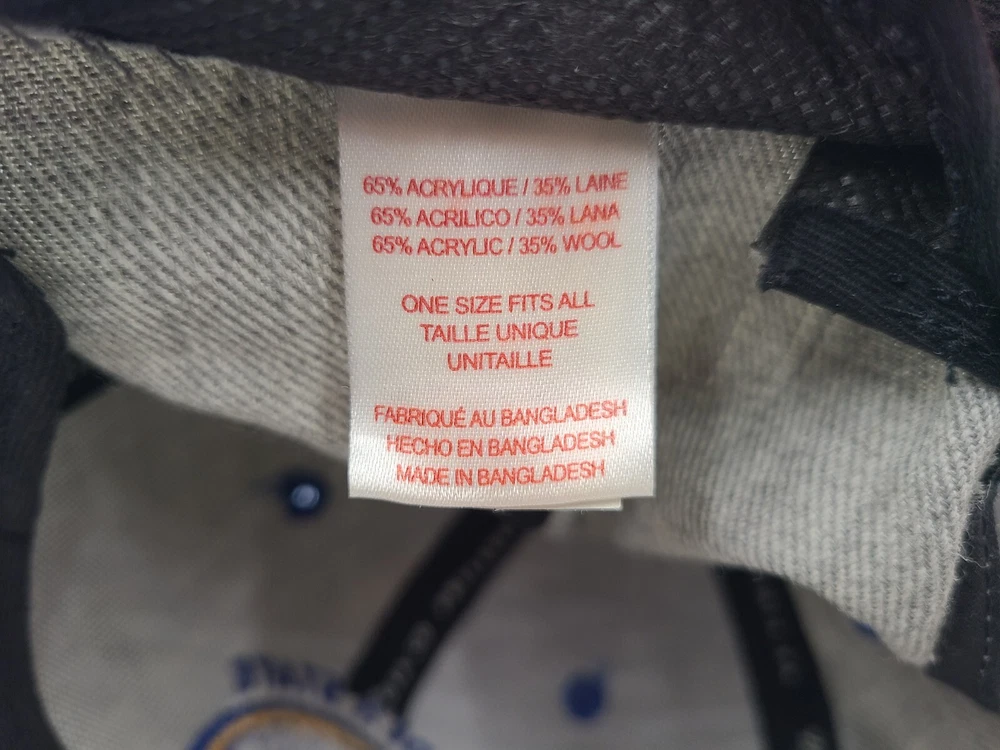 65% ACRYLIQUE / 35% LAINE
65% ACRILICO / 35% LANA
65% ACRYLIC / 35% WOOL
ONE SIZE FITS ALL
TAILLE UNIQUE
UNITAILLE
FABRIQUÉ AU BANGLADESH
HECHO EN BANGLADESH
MADE IN BANGLADESH